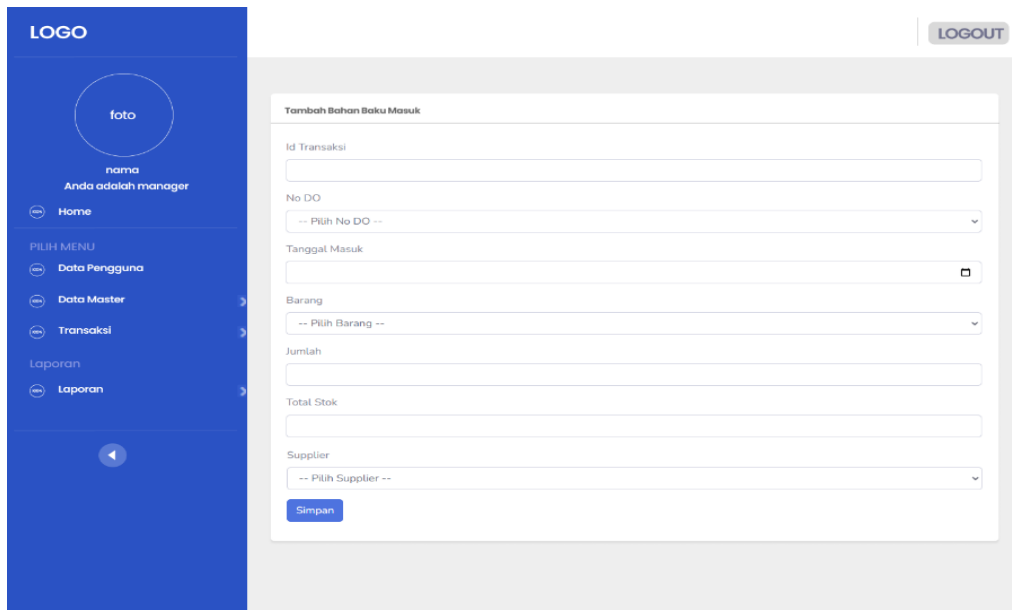 LOGO
LOGOUT
foto
nama
Anda adalah manager
Home
PILIH MENU
Data Pengguna
Data Master
Transaksi
Laporan
Laporan
Tambah Bahan Baku Masuk
Id Transaksi
No DO
-- Pilih No DO --
Tanggal Masuk
Barang
-- Pilih Barang --
Jumlah
Total Stok
Supplier
-- Pilih Supplier --
Simpan